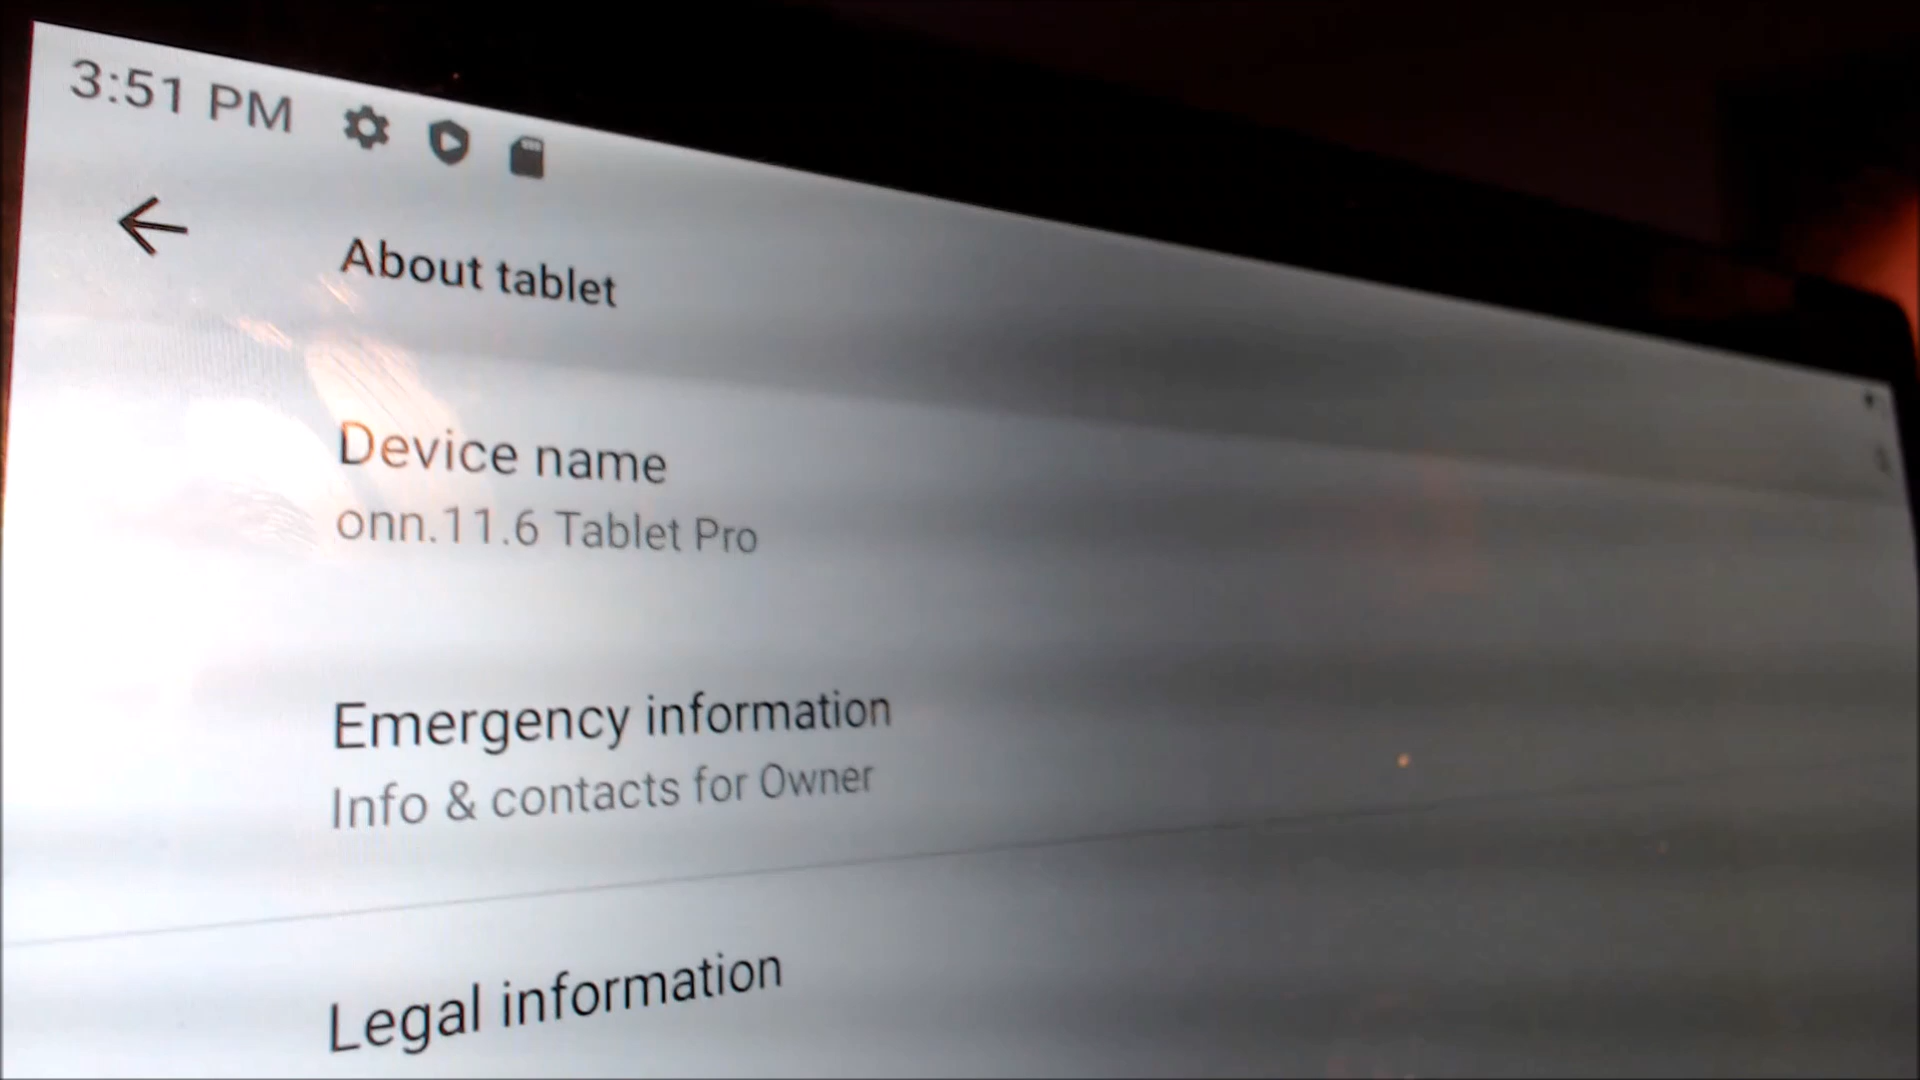 3:51 PM
About tablet
Device name
onn.11.6 Tablet Pro
Emergency information
Info & contacts for Owner
Legal information